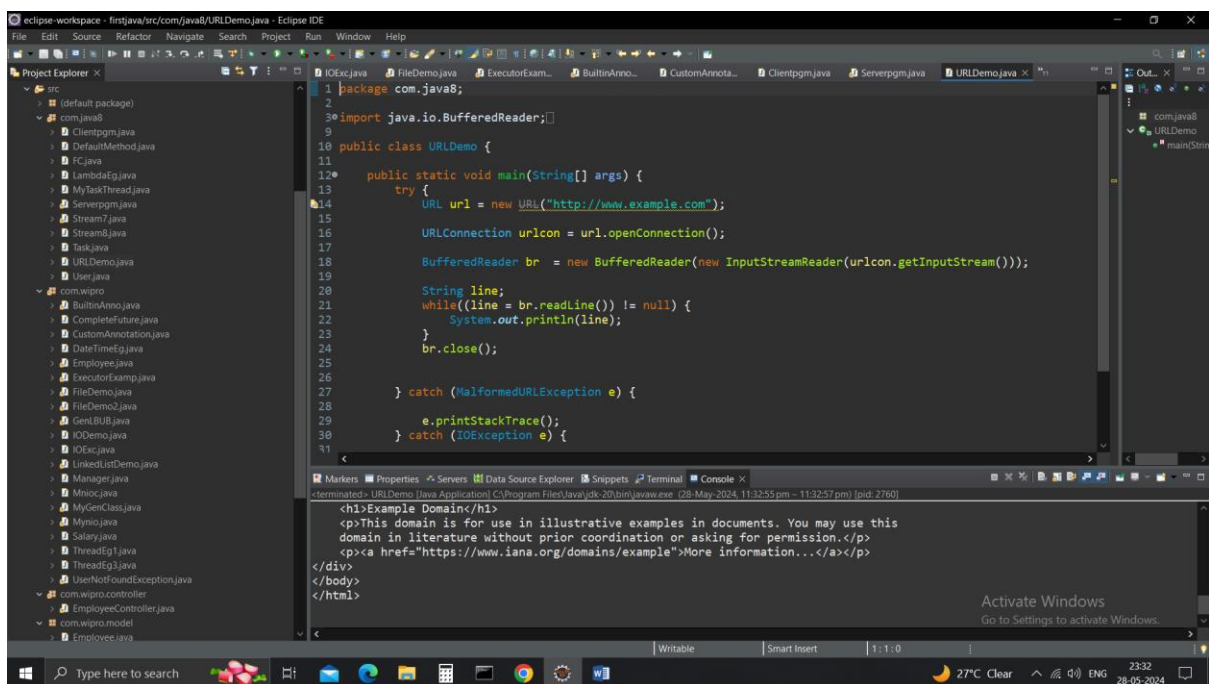 eclipse-workspace - firstjava/src/com/java8/URLDemo.java - Eclipse IDE
File Edit Source Refactor Navigate Search Project Run Window Help
Project Explorer
IOExc.java FileDemo.java ExecutorExam... BuiltinAnno... CustomAnnota... Clientpgm.java Serverpgm.java URLDemo.java
Out...
src
(default package)
com.java8
Clientpgm.java
DefaultMethod.java
FC.java
LambdaEg.java
MyTaskThread.java
Serverpgm.java
Stream7.java
Stream8.java
Task.java
URLDemo.java
User.java
com.wipro
BuiltinAnno.java
CompleteFuture.java
CustomAnnotation.java
DateTimeEg.java
Employee.java
ExecutorExamp.java
FileDemo.java
FileDemo2.java
GenLBUB.java
IODemo.java
IOExc.java
LinkedListDemo.java
Manager.java
Mnioc.java
MyGenClass.java
Mynio.java
Salary.java
ThreadEg1.java
ThreadEg3.java
UserNotFoundException.java
com.wipro.controller
EmployeeController.java
com.wipro.model
Employee.java
1 package com.java8;
2
3 import java.io.BufferedReader;
9
10 public class URLDemo {
11
12 public static void main(String[] args) {
13 try {
14 URL url = new URL("http://www.example.com");
15
16 URLConnection urlcon = url.openConnection();
17
18 BufferedReader br = new BufferedReader(new InputStreamReader(urlcon.getInputStream()));
19
20 String line;
21 while((line = br.readLine()) != null) {
22 System.out.println(line);
23 }
24 br.close();
25
26
27 } catch (MalformedURLException e) {
28
29 e.printStackTrace();
30 } catch (IOException e) {
31
com.java8
URLDemo
main(Strin
Markers Properties Servers Data Source Explorer Snippets Terminal Console
<terminated> URLDemo [Java Application] C:\Program Files\Java\jdk-20\bin\javaw.exe (28-May-2024, 11:32:55 pm – 11:32:57 pm) [pid: 2760]
<h1>Example Domain</h1>
<p>This domain is for use in illustrative examples in documents. You may use this
domain in literature without prior coordination or asking for permission.</p>
<p><a href="https://www.iana.org/domains/example">More information...</a></p>
</div>
</body>
</html>
Activate Windows
Go to Settings to activate Windows.
Writable Smart Insert 1 : 1 : 0
Type here to search
27°C Clear ENG 23:32
28-05-2024